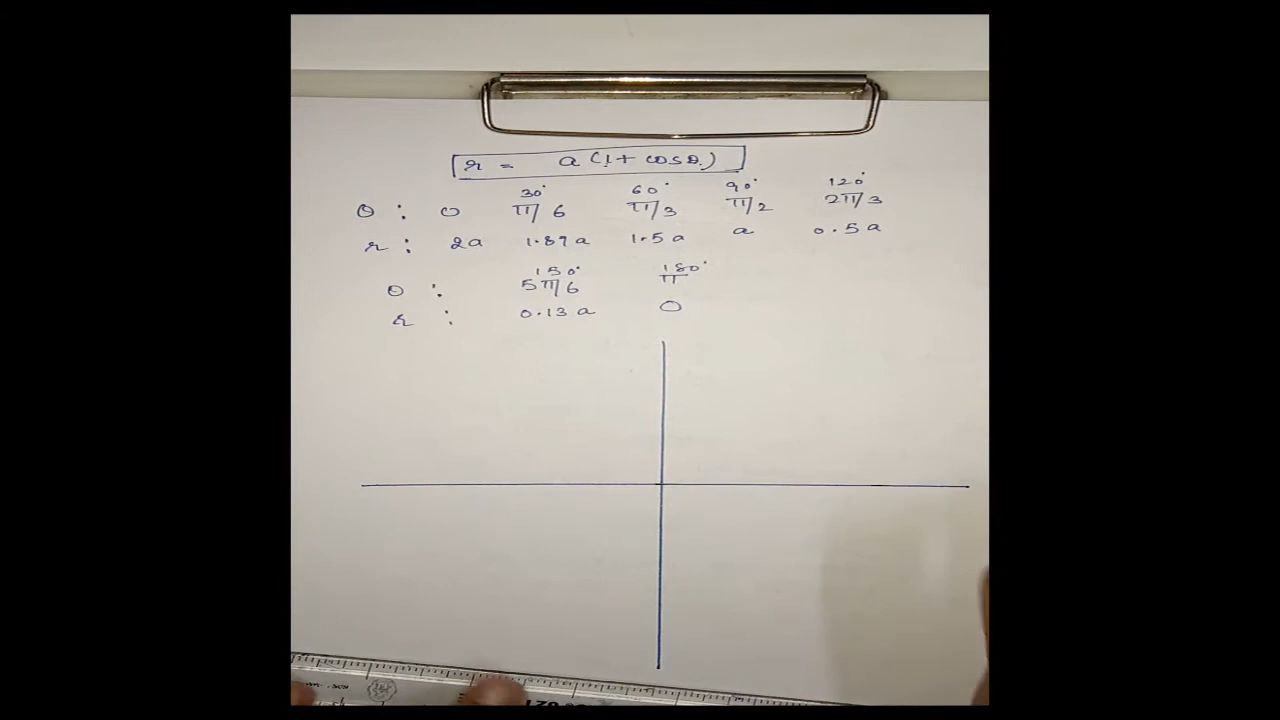 r = a(1 + cosθ)
30° 60° 90° 120°
θ : 0 π/6 π/3 π/2 2π/3
r : 2a 1.87a 1.5a a 0.5a
150° 180°
θ : 5π/6 π
r : 0.13a 0